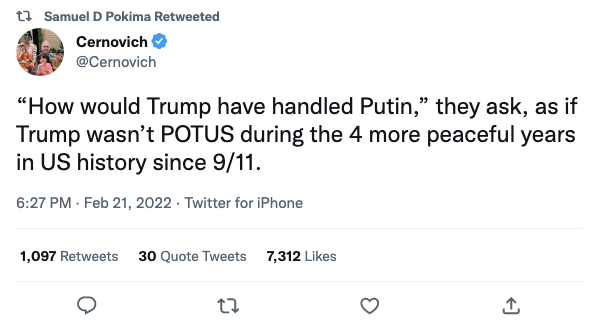 Samuel D Pokima Retweeted
Cernovich
@Cernovich
“How would Trump have handled Putin,” they ask, as if
Trump wasn’t POTUS during the 4 more peaceful years
in US history since 9/11.
6:27 PM · Feb 21, 2022 · Twitter for iPhone
1,097 Retweets 30 Quote Tweets 7,312 Likes